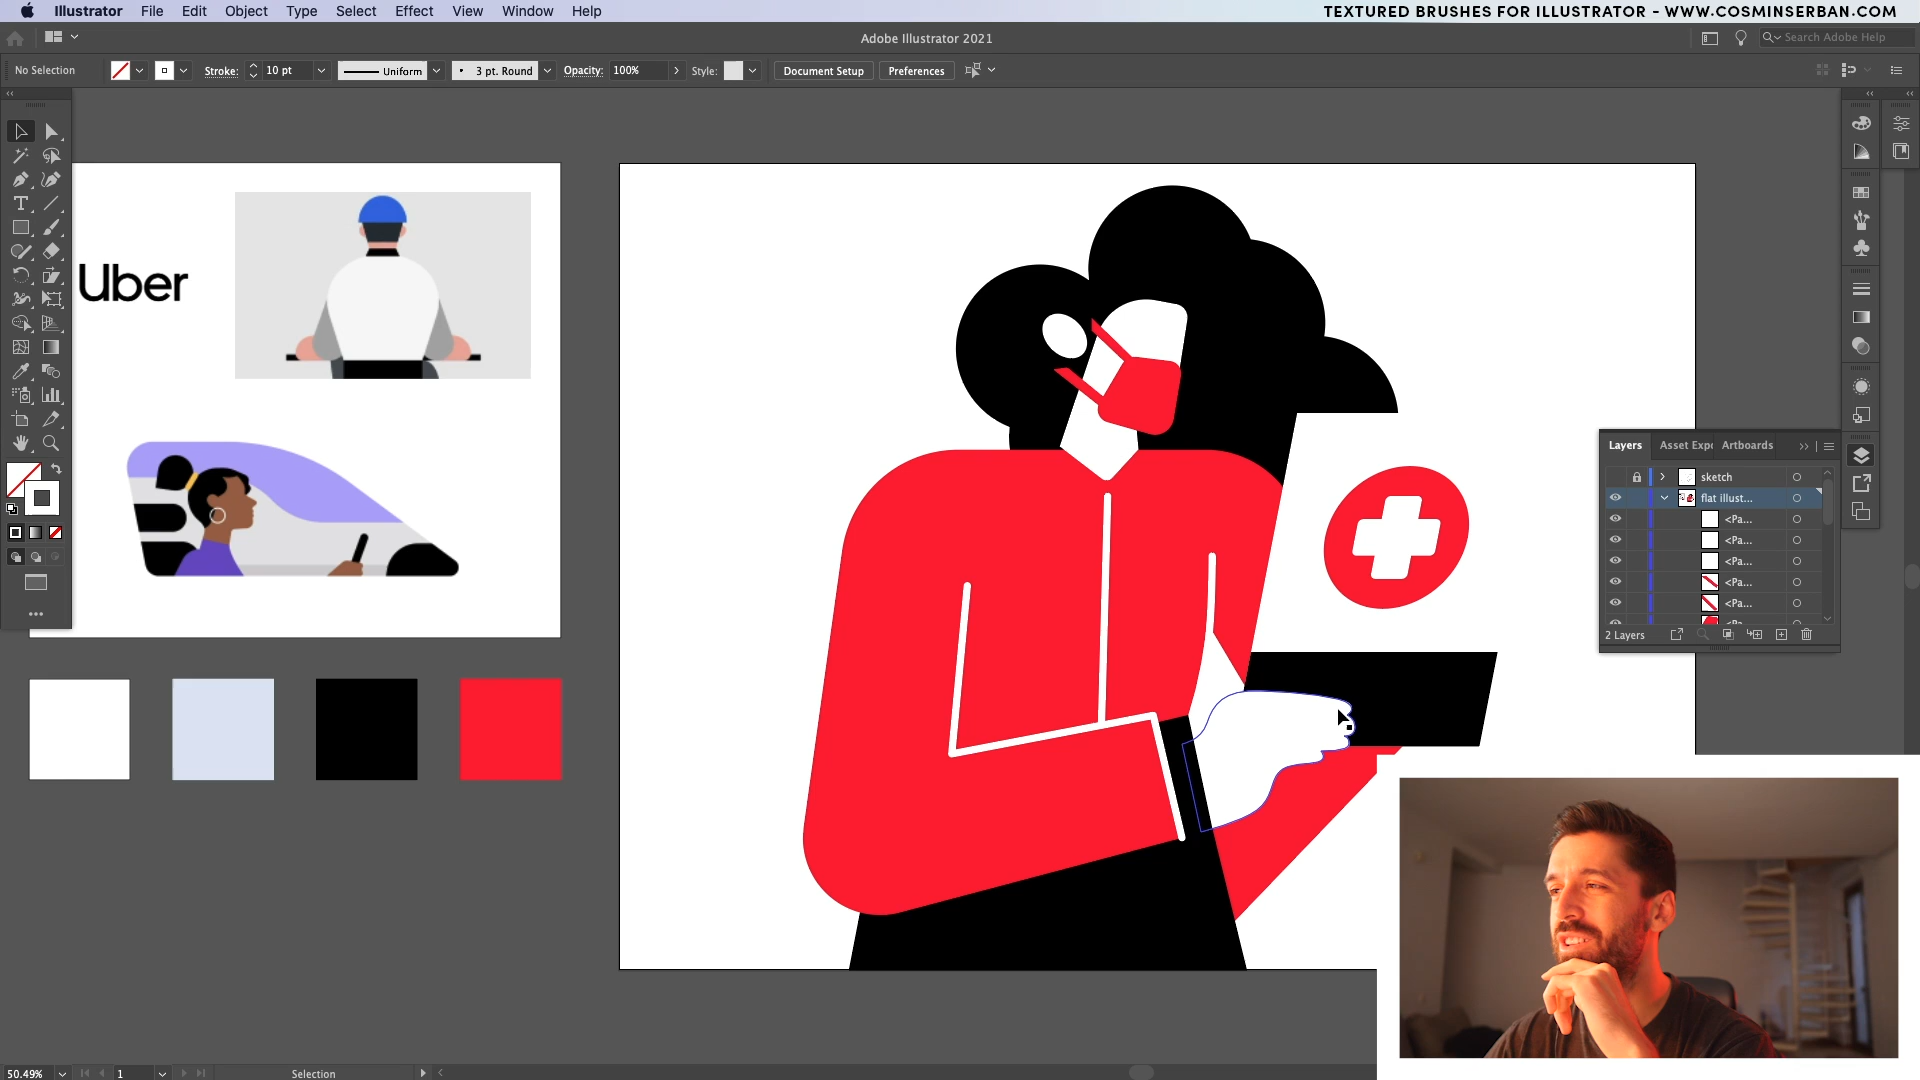 Illustrator File Edit Object Type Select Effect View Window Help
TEXTURED BRUSHES FOR ILLUSTRATOR - WWW.COSMINSERBAN.COM
Adobe Illustrator 2021
Search Adobe Help
No Selection Stroke: 10 pt Uniform 3 pt. Round Opacity: 100% Style: Document Setup Preferences
Uber
Layers Asset Expo Artboards
sketch
flat illust...
<Pa...
<Pa...
<Pa...
<Pa...
<Pa...
2 Layers
50.49% 1 Selection